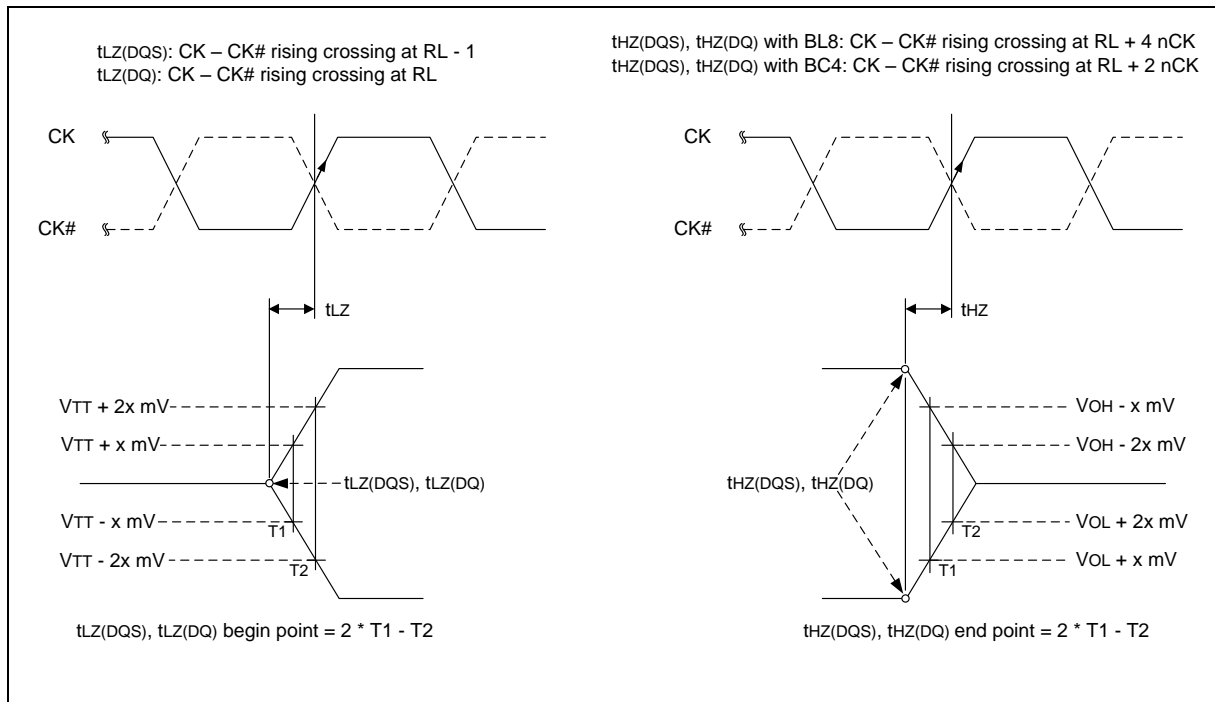 tLZ(DQS): CK – CK# rising crossing at RL - 1
tLZ(DQ): CK – CK# rising crossing at RL
CK
CK#
tLZ
VTT + 2x mV
VTT + x mV
tLZ(DQS), tLZ(DQ)
VTT - x mV
T1
VTT - 2x mV
T2
tLZ(DQS), tLZ(DQ) begin point = 2 * T1 - T2
tHZ(DQS), tHZ(DQ) with BL8: CK – CK# rising crossing at RL + 4 nCK
tHZ(DQS), tHZ(DQ) with BC4: CK – CK# rising crossing at RL + 2 nCK
CK
CK#
tHZ
VOH - x mV
VOH - 2x mV
tHZ(DQS), tHZ(DQ)
VOL + 2x mV
T2
VOL + x mV
T1
tHZ(DQS), tHZ(DQ) end point = 2 * T1 - T2